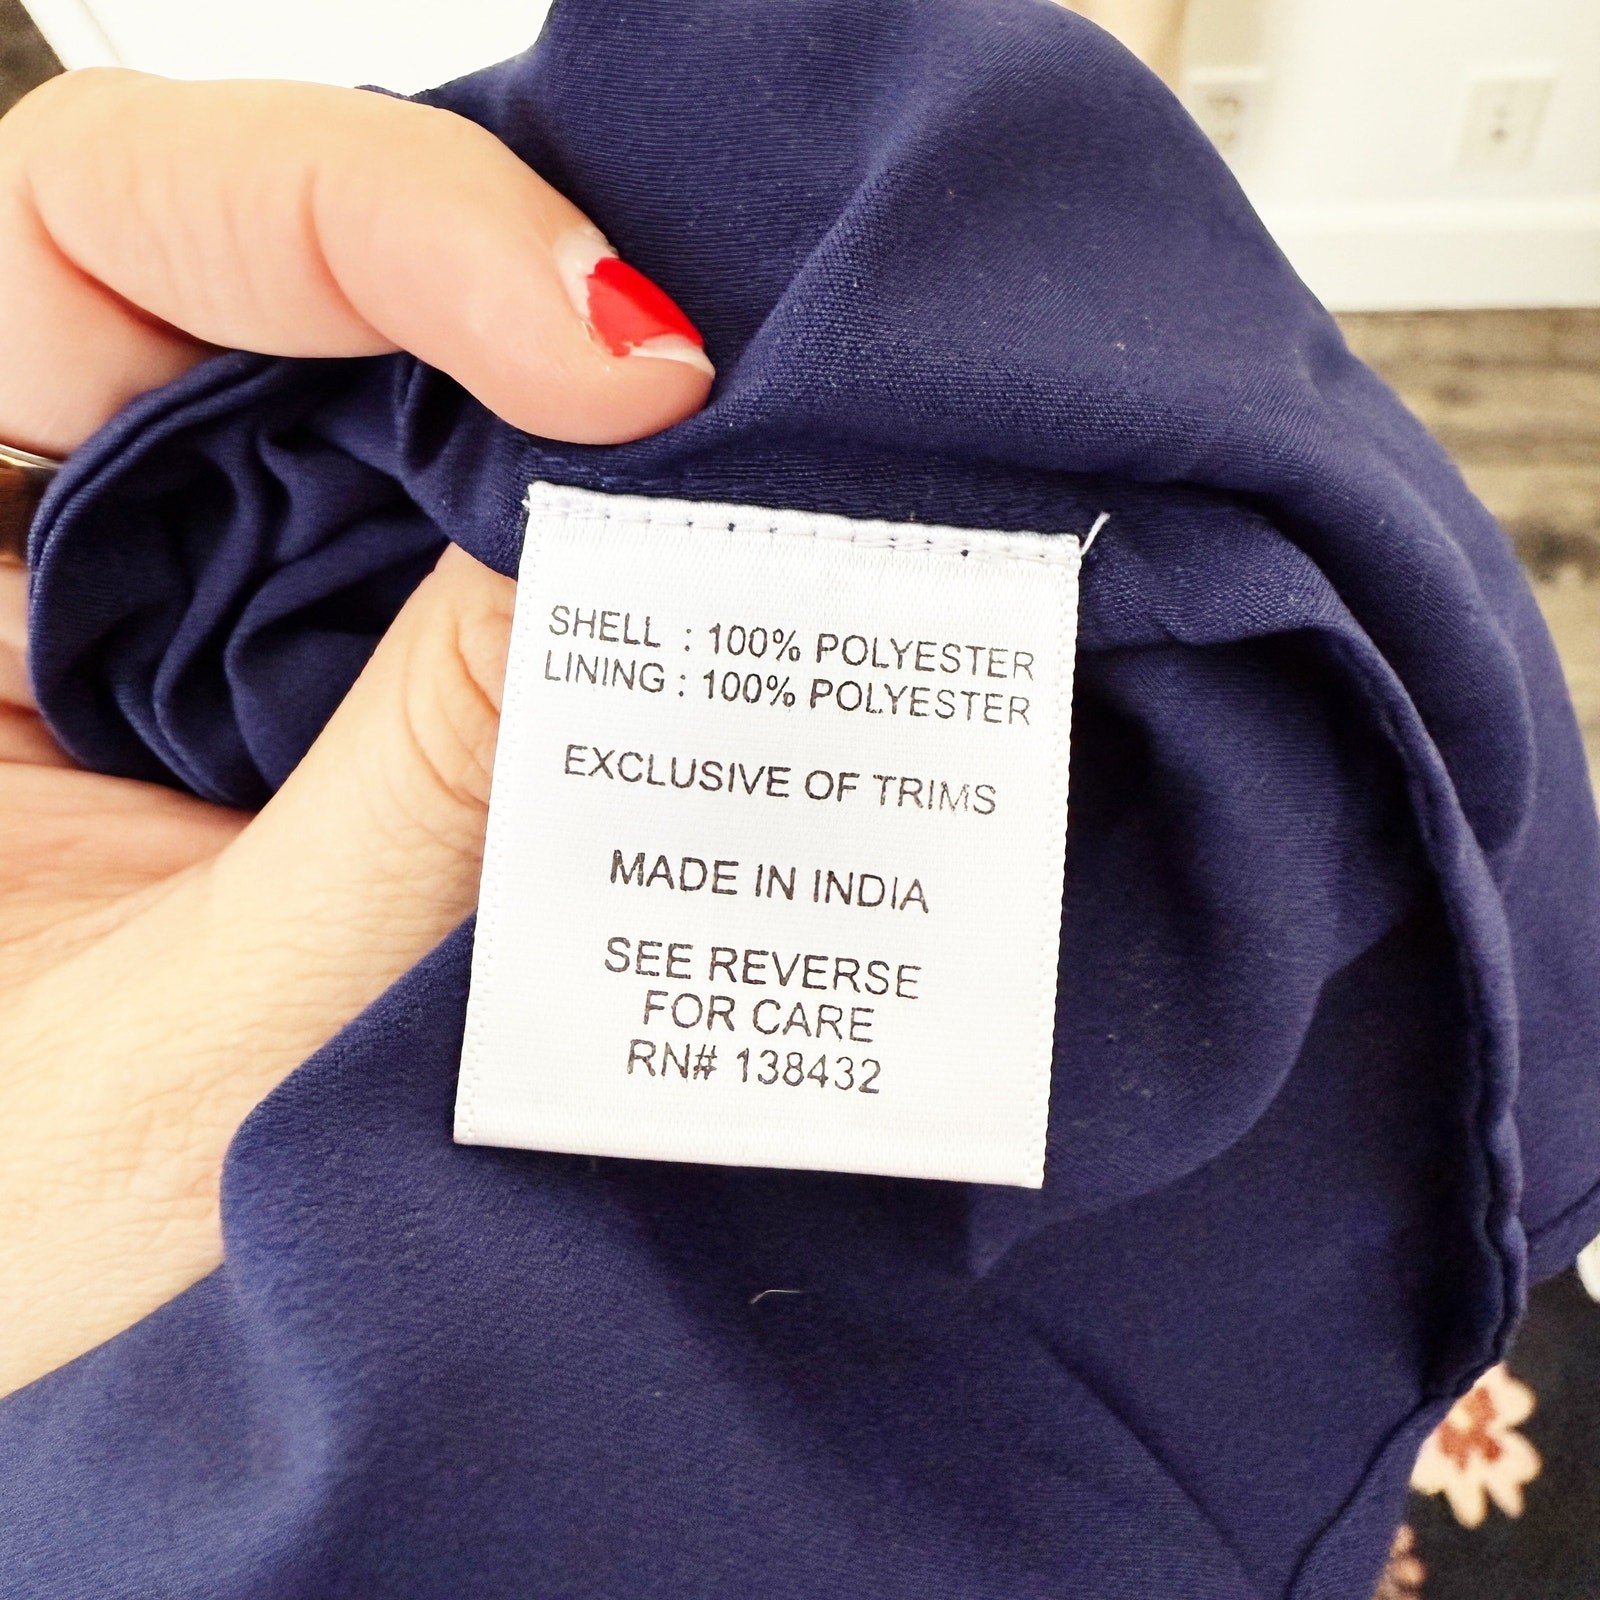 SHELL : 100% POLYESTER
LINING : 100% POLYESTER
EXCLUSIVE OF TRIMS
MADE IN INDIA
SEE REVERSE
FOR CARE
RN# 138432